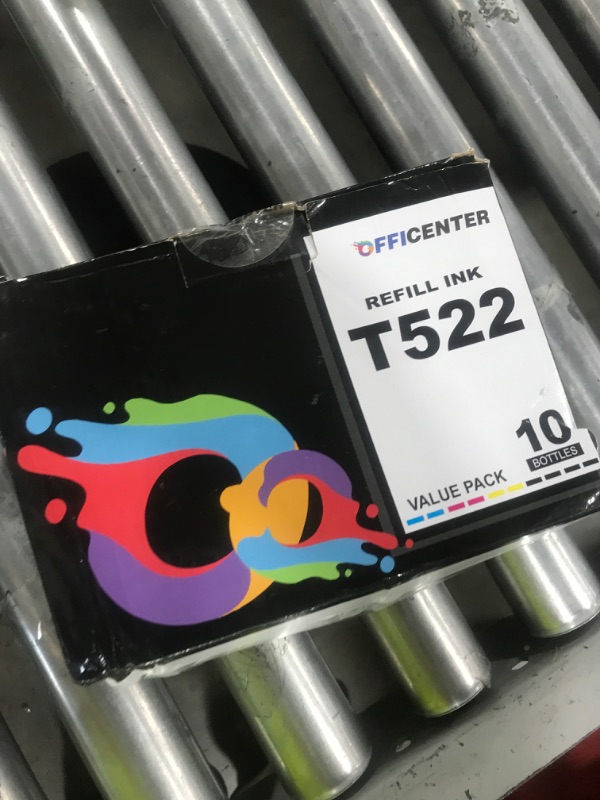 OFFICENTER
REFILL INK
T522
10
BOTTLES
VALUE PACK